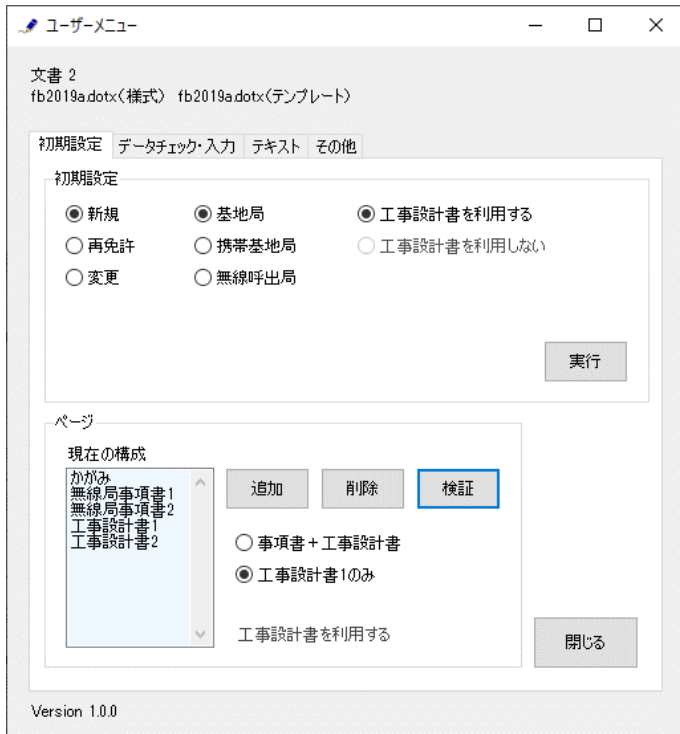 ユーザーメニュー
文書 2
fb2019a.dotx(様式) fb2019a.dotx(テンプレート)
初期設定 データチェック・入力 テキスト その他
初期設定
新規 基地局 工事設計書を利用する
再免許 携帯基地局 工事設計書を利用しない
変更 無線呼出局
実行
ページ
現在の構成
かがみ
無線局事項書1
無線局事項書2
工事設計書1
工事設計書2
追加 削除 検証
事項書+工事設計書
工事設計書1のみ
工事設計書を利用する
閉じる
Version 1.0.0